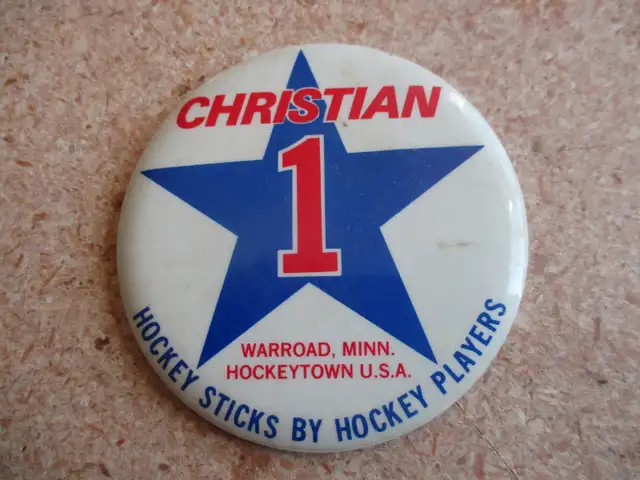 CHRISTIAN
1
WARROAD, MINN.
HOCKEYTOWN U.S.A.
HOCKEY STICKS BY HOCKEY PLAYERS